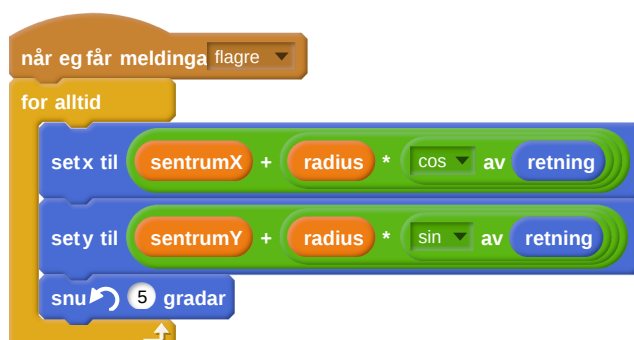 når eg får meldinga flagre
for alltid
set x til sentrumX + radius * cos av retning
set y til sentrumY + radius * sin av retning
snu 5 gradar